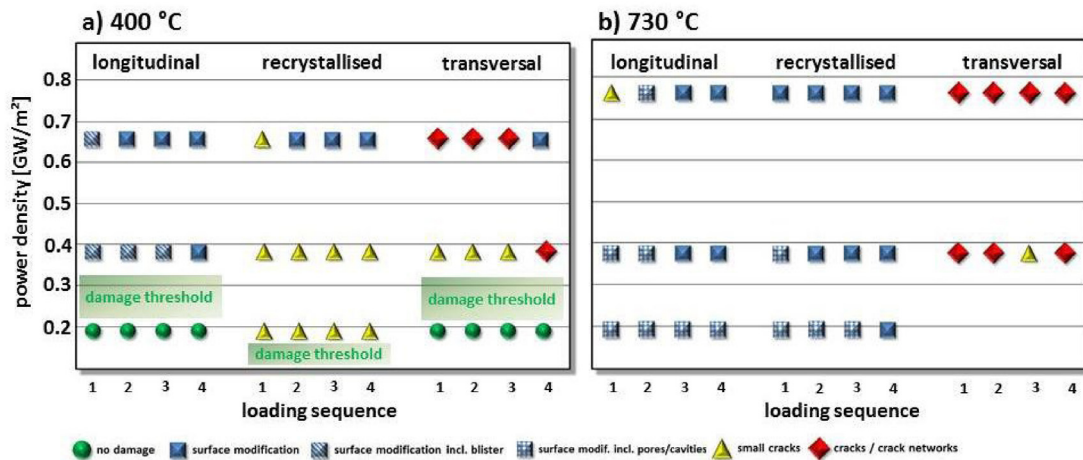 a) 400 °C
b) 730 °C
longitudinal recrystallised transversal
longitudinal recrystallised transversal
power density [GW/m²]
0.8
0.7
0.6
0.5
0.4
0.3
0.2
damage threshold
damage threshold
damage threshold
1 2 3 4 1 2 3 4 1 2 3 4
1 2 3 4 1 2 3 4 1 2 3 4
loading sequence
loading sequence
no damage surface modification surface modification incl. blister surface modif. incl. pores/cavities small cracks cracks / crack networks